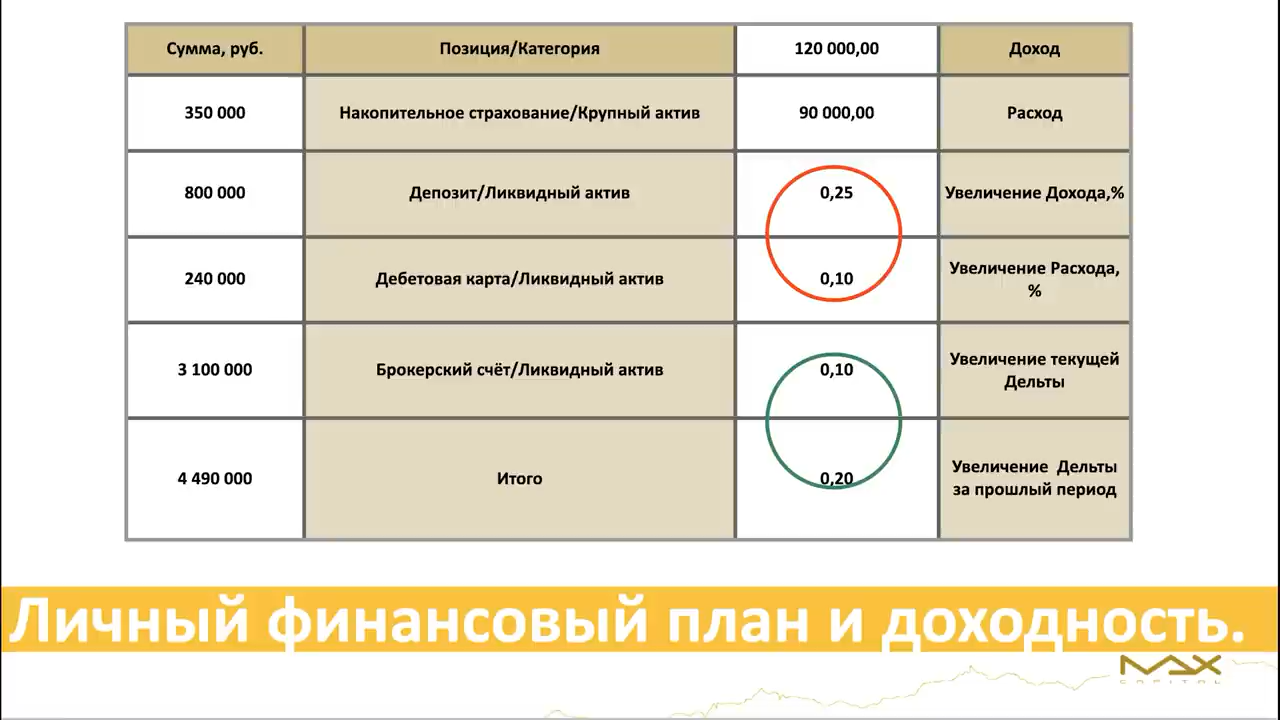 Сумма, руб. Позиция/Категория 120 000,00 Доход
350 000 Накопительное страхование/Крупный актив 90 000,00 Расход
800 000 Депозит/Ликвидный актив 0,25 Увеличение Дохода,%
240 000 Дебетовая карта/Ликвидный актив 0,10 Увеличение Расхода,
%
3 100 000 Брокерский счёт/Ликвидный актив 0,10 Увеличение текущей
Дельты
4 490 000 Итого 0,20 Увеличение Дельты
за прошлый период
Личный финансовый план и доходность.
MAX
CAPITAL